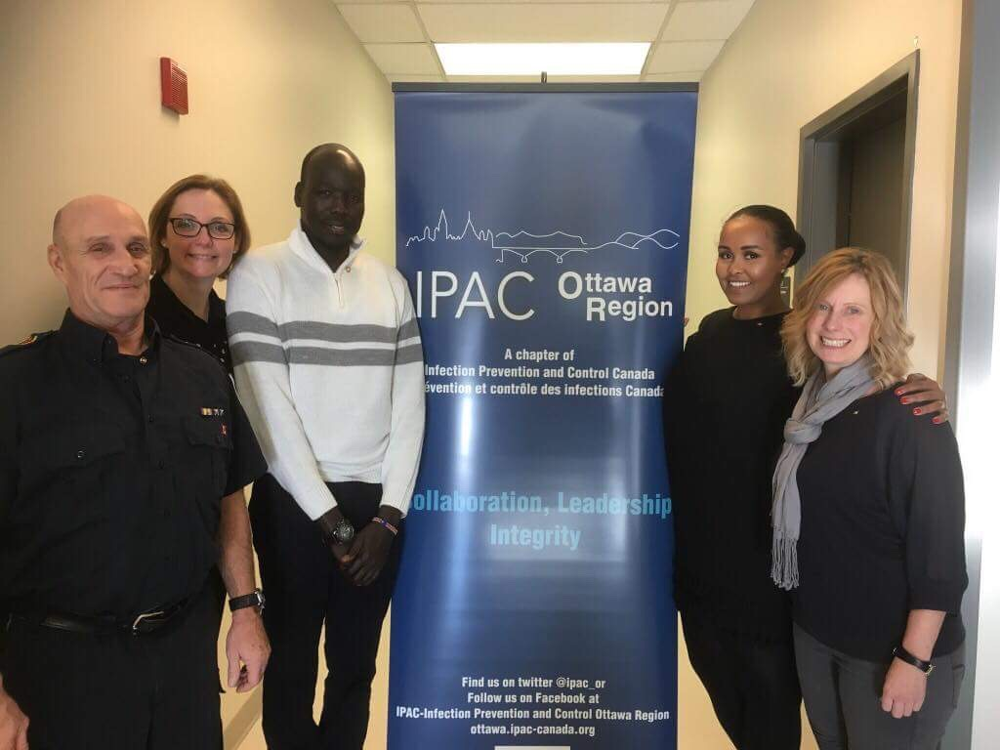 IPAC Ottawa
Region
A chapter of
Infection Prevention and Control Canada
évention et contrôle des infections Canada
ollaboration, Leadership
Integrity
Find us on twitter @ipac_or
Follow us on Facebook at
IPAC-Infection Prevention and Control Ottawa Region
ottawa.ipac-canada.org